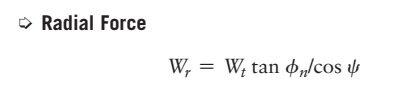 ➩ Radial Force
Wᵣ = Wₜ tan ϕₙ/cos ψ